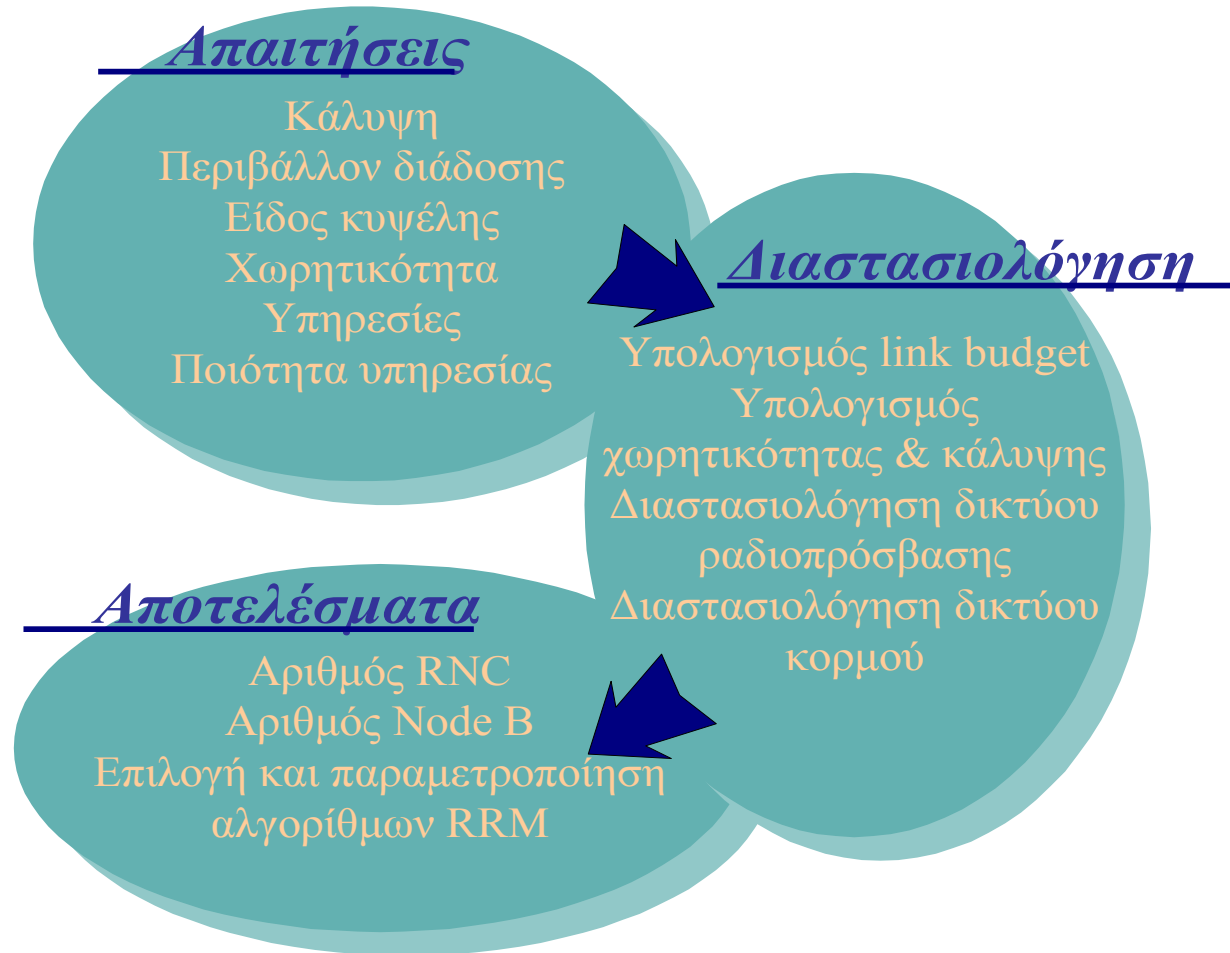 Απαιτήσεις
Κάλυψη
Περιβάλλον διάδοσης
Είδος κυψέλης
Χωρητικότητα
Υπηρεσίες
Ποιότητα υπηρεσίας
Διαστασιολόγηση
Υπολογισμός link budget
Υπολογισμός
χωρητικότητας & κάλυψης
Διαστασιολόγηση δικτύου
ραδιοπρόσβασης
Διαστασιολόγηση δικτύου
κορμού
Αποτελέσματα
Αριθμός RNC
Αριθμός Node B
Επιλογή και παραμετροποίηση
αλγορίθμων RRM